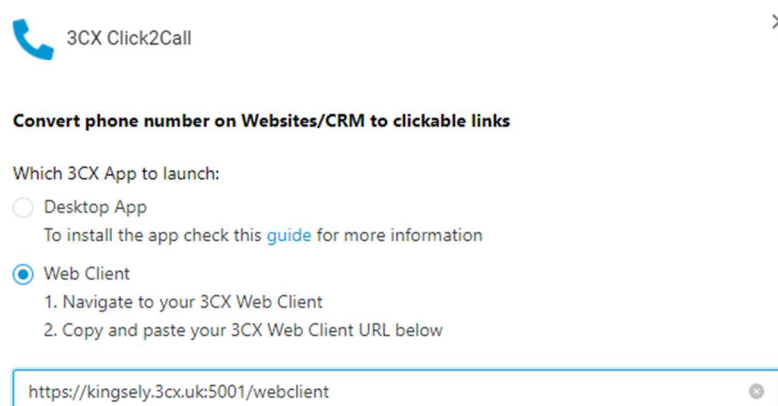 3CX Click2Call
Convert phone number on Websites/CRM to clickable links
Which 3CX App to launch:
Desktop App
To install the app check this guide for more information
Web Client
1. Navigate to your 3CX Web Client
2. Copy and paste your 3CX Web Client URL below
https://kingsely.3cx.uk:5001/webclient